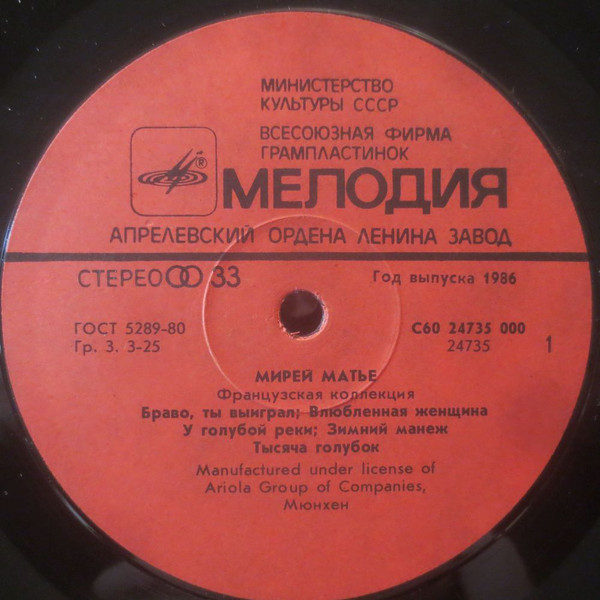 МИНИСТЕРСТВО
КУЛЬТУРЫ СССР
ВСЕСОЮЗНАЯ ФИРМА
ГРАМПЛАСТИНОК
® МЕЛОДИЯ
АПРЕЛЕВСКИЙ ОРДЕНА ЛЕНИНА ЗАВОД
СТЕРЕО 33 Год выпуска 1986
ГОСТ 5289-80 С60 24735 000
Гр. 3. 3-25 24735 1
МИРЕЙ МАТЬЕ
Французская коллекция
Браво, ты выиграл; Влюбленная женщина
У голубой реки; Зимний манеж
Тысяча голубок
Manufactured under license of
Ariola Group of Companies,
Мюнхен